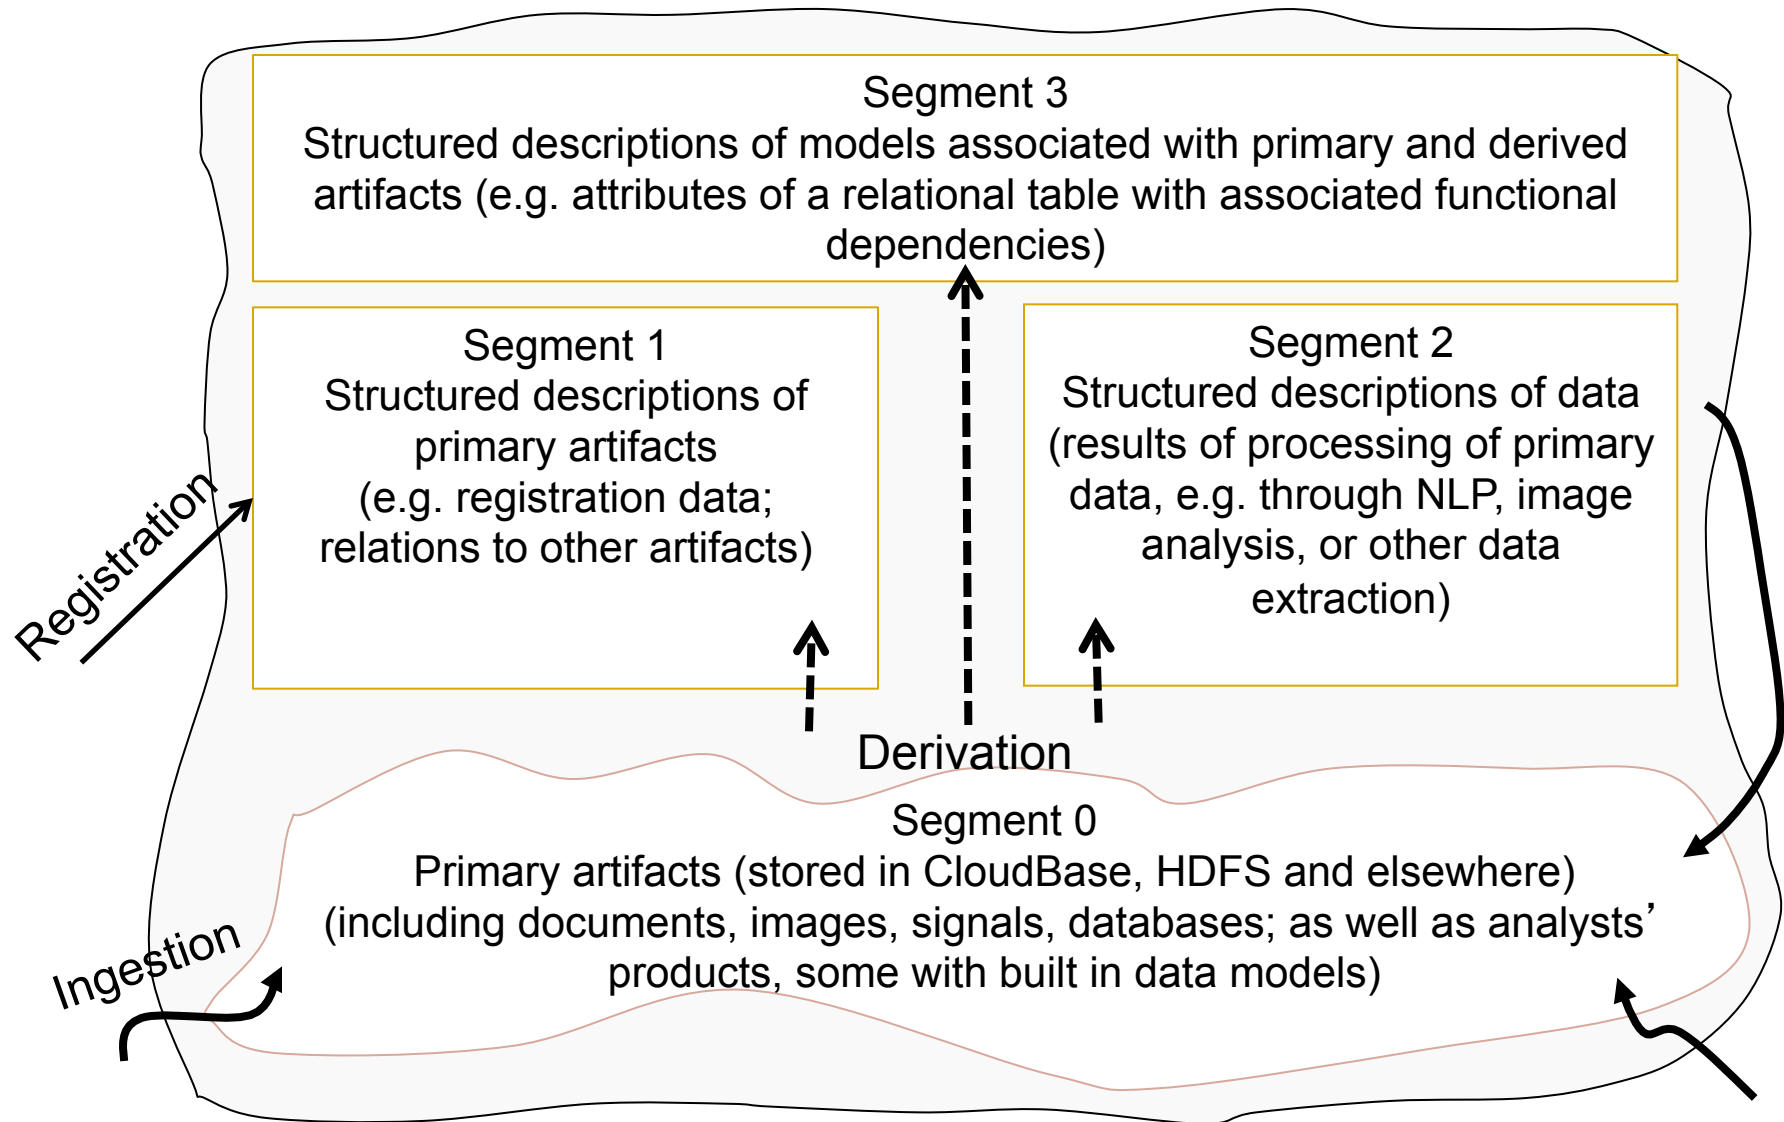 Segment 3
Structured descriptions of models associated with primary and derived
artifacts (e.g. attributes of a relational table with associated functional
dependencies)
Segment 1
Structured descriptions of
primary artifacts
(e.g. registration data;
relations to other artifacts)
Segment 2
Structured descriptions of data
(results of processing of primary
data, e.g. through NLP, image
analysis, or other data
extraction)
Registration
Derivation
Segment 0
Primary artifacts (stored in CloudBase, HDFS and elsewhere)
(including documents, images, signals, databases; as well as analysts’
products, some with built in data models)
Ingestion